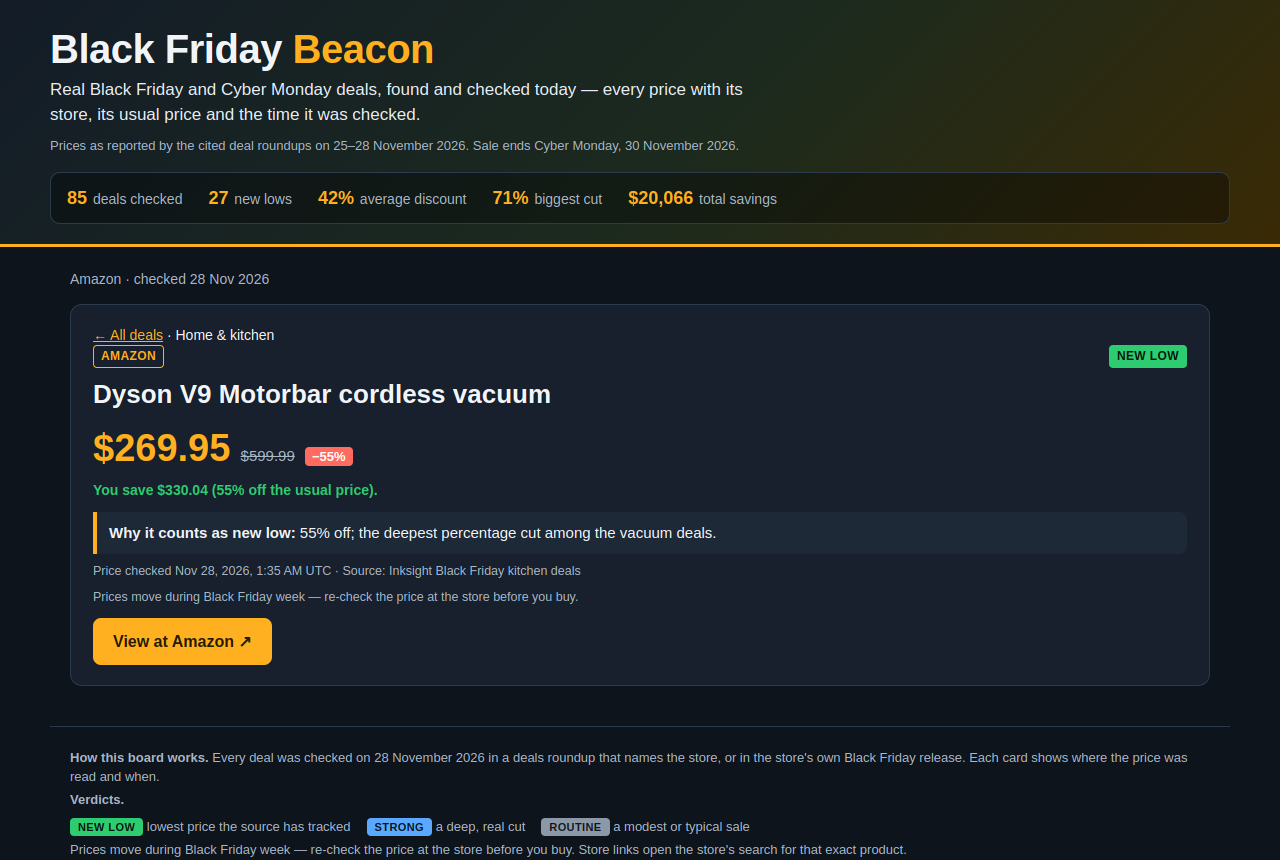 Black Friday Beacon
Real Black Friday and Cyber Monday deals, found and checked today — every price with its
store, its usual price and the time it was checked.
Prices as reported by the cited deal roundups on 25–28 November 2026. Sale ends Cyber Monday, 30 November 2026.
85 deals checked 27 new lows 42% average discount 71% biggest cut $20,066 total savings
Amazon · checked 28 Nov 2026
← All deals · Home & kitchen
AMAZON NEW LOW
Dyson V9 Motorbar cordless vacuum
$269.95 $599.99 −55%
You save $330.04 (55% off the usual price).
Why it counts as new low: 55% off; the deepest percentage cut among the vacuum deals.
Price checked Nov 28, 2026, 1:35 AM UTC · Source: Inksight Black Friday kitchen deals
Prices move during Black Friday week — re-check the price at the store before you buy.
View at Amazon ↗
How this board works. Every deal was checked on 28 November 2026 in a deals roundup that names the store, or in the store's own Black Friday release. Each card shows where the price was
read and when.
Verdicts.
NEW LOW lowest price the source has tracked STRONG a deep, real cut ROUTINE a modest or typical sale
Prices move during Black Friday week — re-check the price at the store before you buy. Store links open the store's search for that exact product.